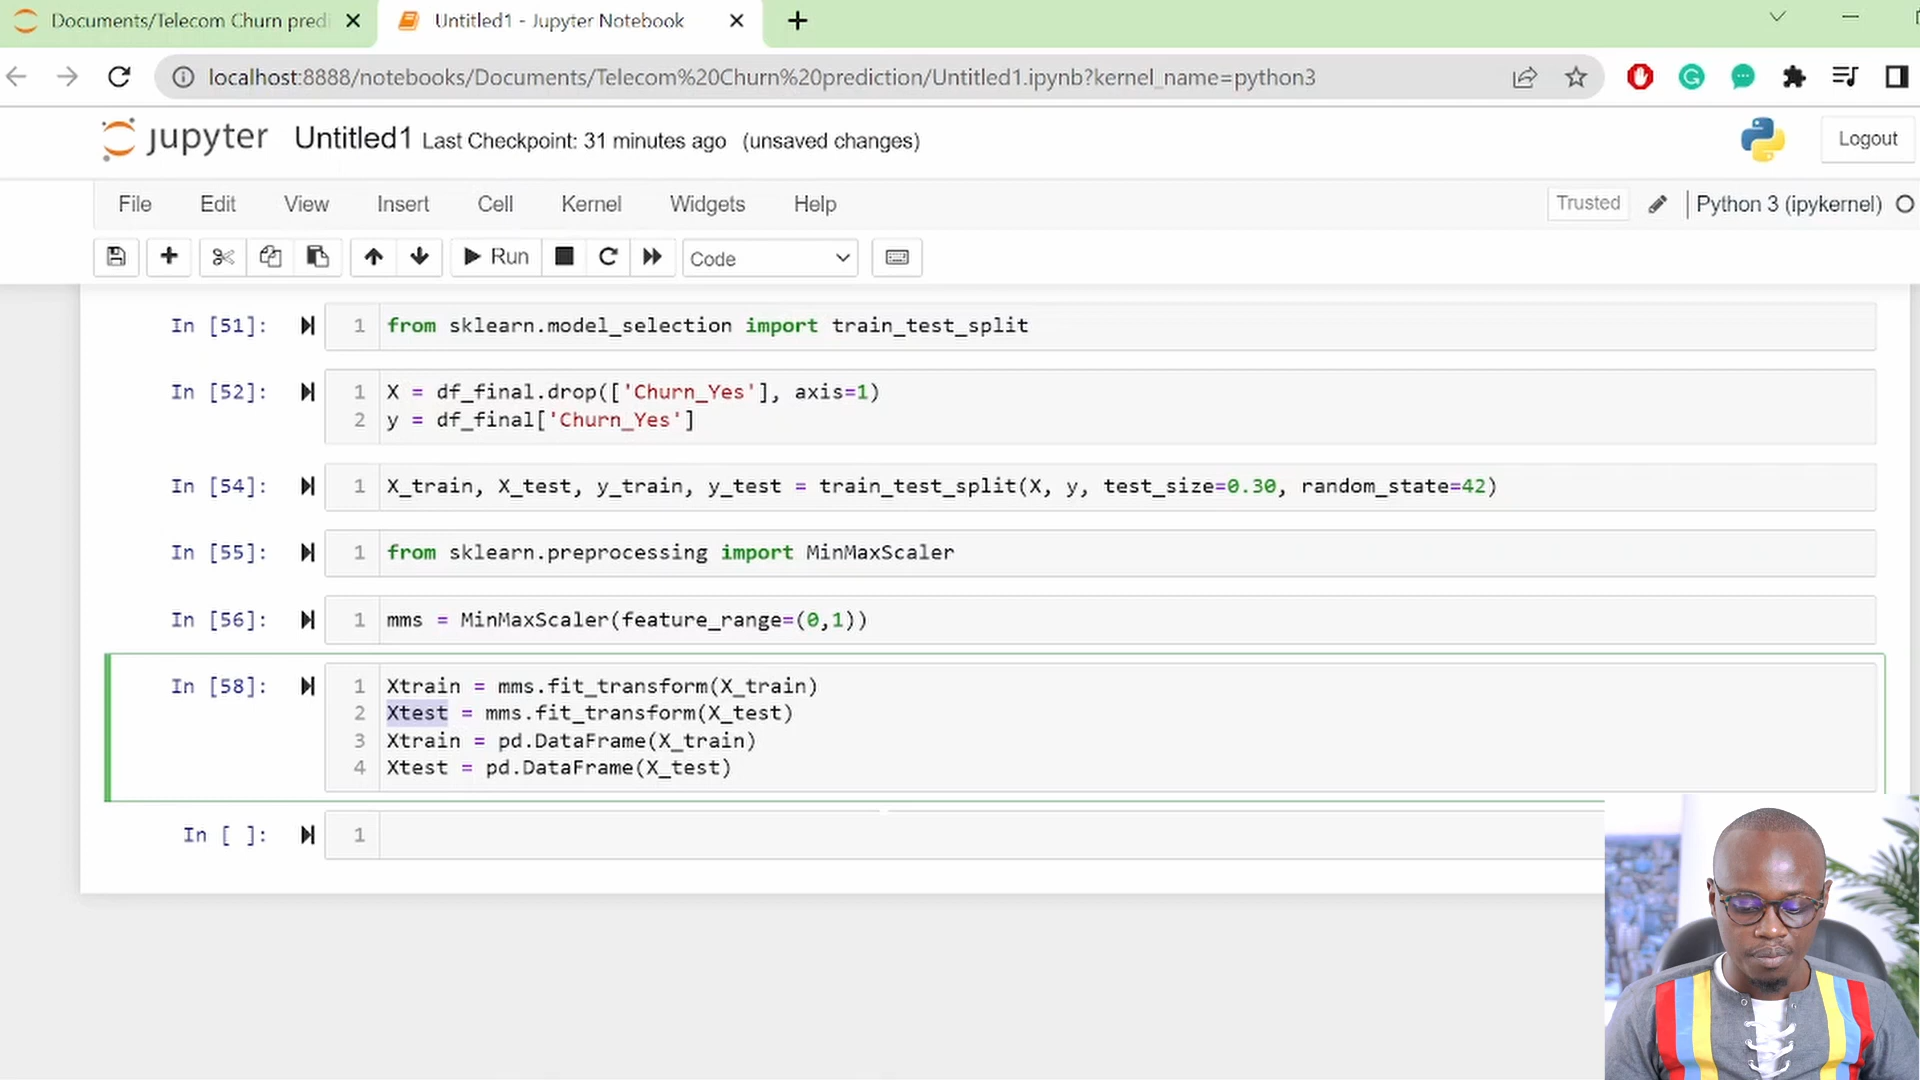 Documents/Telecom Churn predi
Untitled1 - Jupyter Notebook
localhost:8888/notebooks/Documents/Telecom%20Churn%20prediction/Untitled1.ipynb?kernel_name=python3
jupyter Untitled1 Last Checkpoint: 31 minutes ago (unsaved changes)
Logout
File Edit View Insert Cell Kernel Widgets Help
Trusted
Python 3 (ipykernel)
Run
Code
In [51]:
1 from sklearn.model_selection import train_test_split
In [52]:
1 X = df_final.drop(['Churn_Yes'], axis=1)
2 y = df_final['Churn_Yes']
In [54]:
1 X_train, X_test, y_train, y_test = train_test_split(X, y, test_size=0.30, random_state=42)
In [55]:
1 from sklearn.preprocessing import MinMaxScaler
In [56]:
1 mms = MinMaxScaler(feature_range=(0,1))
In [58]:
1 Xtrain = mms.fit_transform(X_train)
2 Xtest = mms.fit_transform(X_test)
3 Xtrain = pd.DataFrame(X_train)
4 Xtest = pd.DataFrame(X_test)
In [ ]:
1